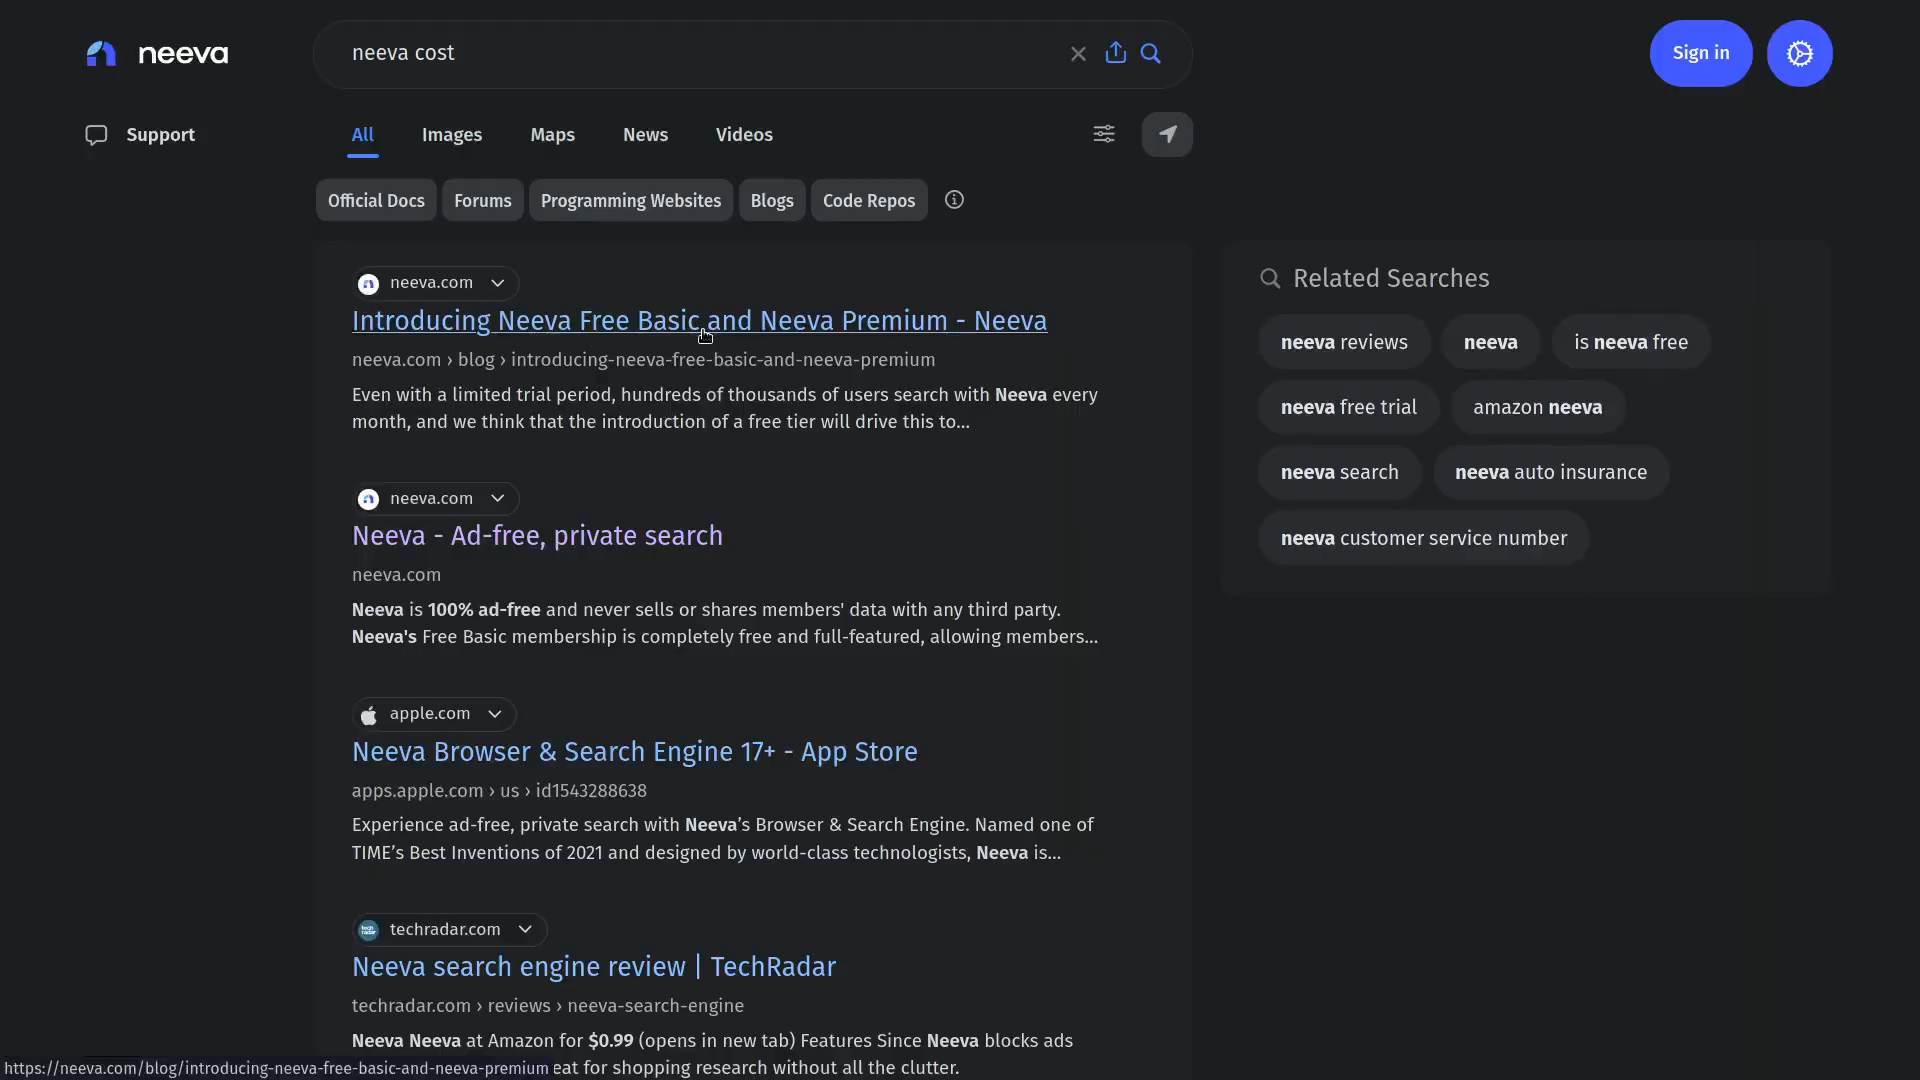 neeva
neeva cost
Sign in
Support
All
Images
Maps
News
Videos
Official Docs
Forums
Programming Websites
Blogs
Code Repos
neeva.com
Introducing Neeva Free Basic and Neeva Premium - Neeva
neeva.com › blog › introducing-neeva-free-basic-and-neeva-premium
Even with a limited trial period, hundreds of thousands of users search with Neeva every
month, and we think that the introduction of a free tier will drive this to...
neeva.com
Neeva - Ad-free, private search
neeva.com
Neeva is 100% ad-free and never sells or shares members' data with any third party.
Neeva's Free Basic membership is completely free and full-featured, allowing members...
apple.com
Neeva Browser & Search Engine 17+ - App Store
apps.apple.com › us › id1543288638
Experience ad-free, private search with Neeva’s Browser & Search Engine. Named one of
TIME’s Best Inventions of 2021 and designed by world-class technologists, Neeva is...
techradar.com
Neeva search engine review | TechRadar
techradar.com › reviews › neeva-search-engine
Neeva Neeva at Amazon for $0.99 (opens in new tab) Features Since Neeva blocks ads
eat for shopping research without all the clutter.
https://neeva.com/blog/introducing-neeva-free-basic-and-neeva-premium
Related Searches
neeva reviews
neeva
is neeva free
neeva free trial
amazon neeva
neeva search
neeva auto insurance
neeva customer service number